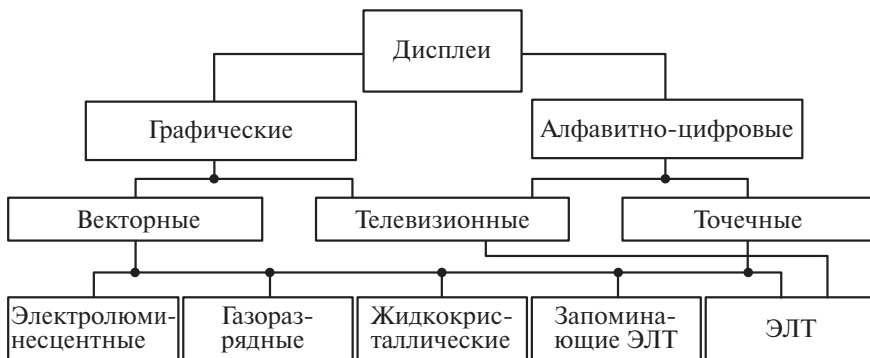 Дисплеи
Графические
Алфавитно-цифровые
Векторные
Телевизионные
Точечные
Электролюми-
несцентные
Газораз-
рядные
Жидкокрис-
таллические
Запомина-
ющие ЭЛТ
ЭЛТ